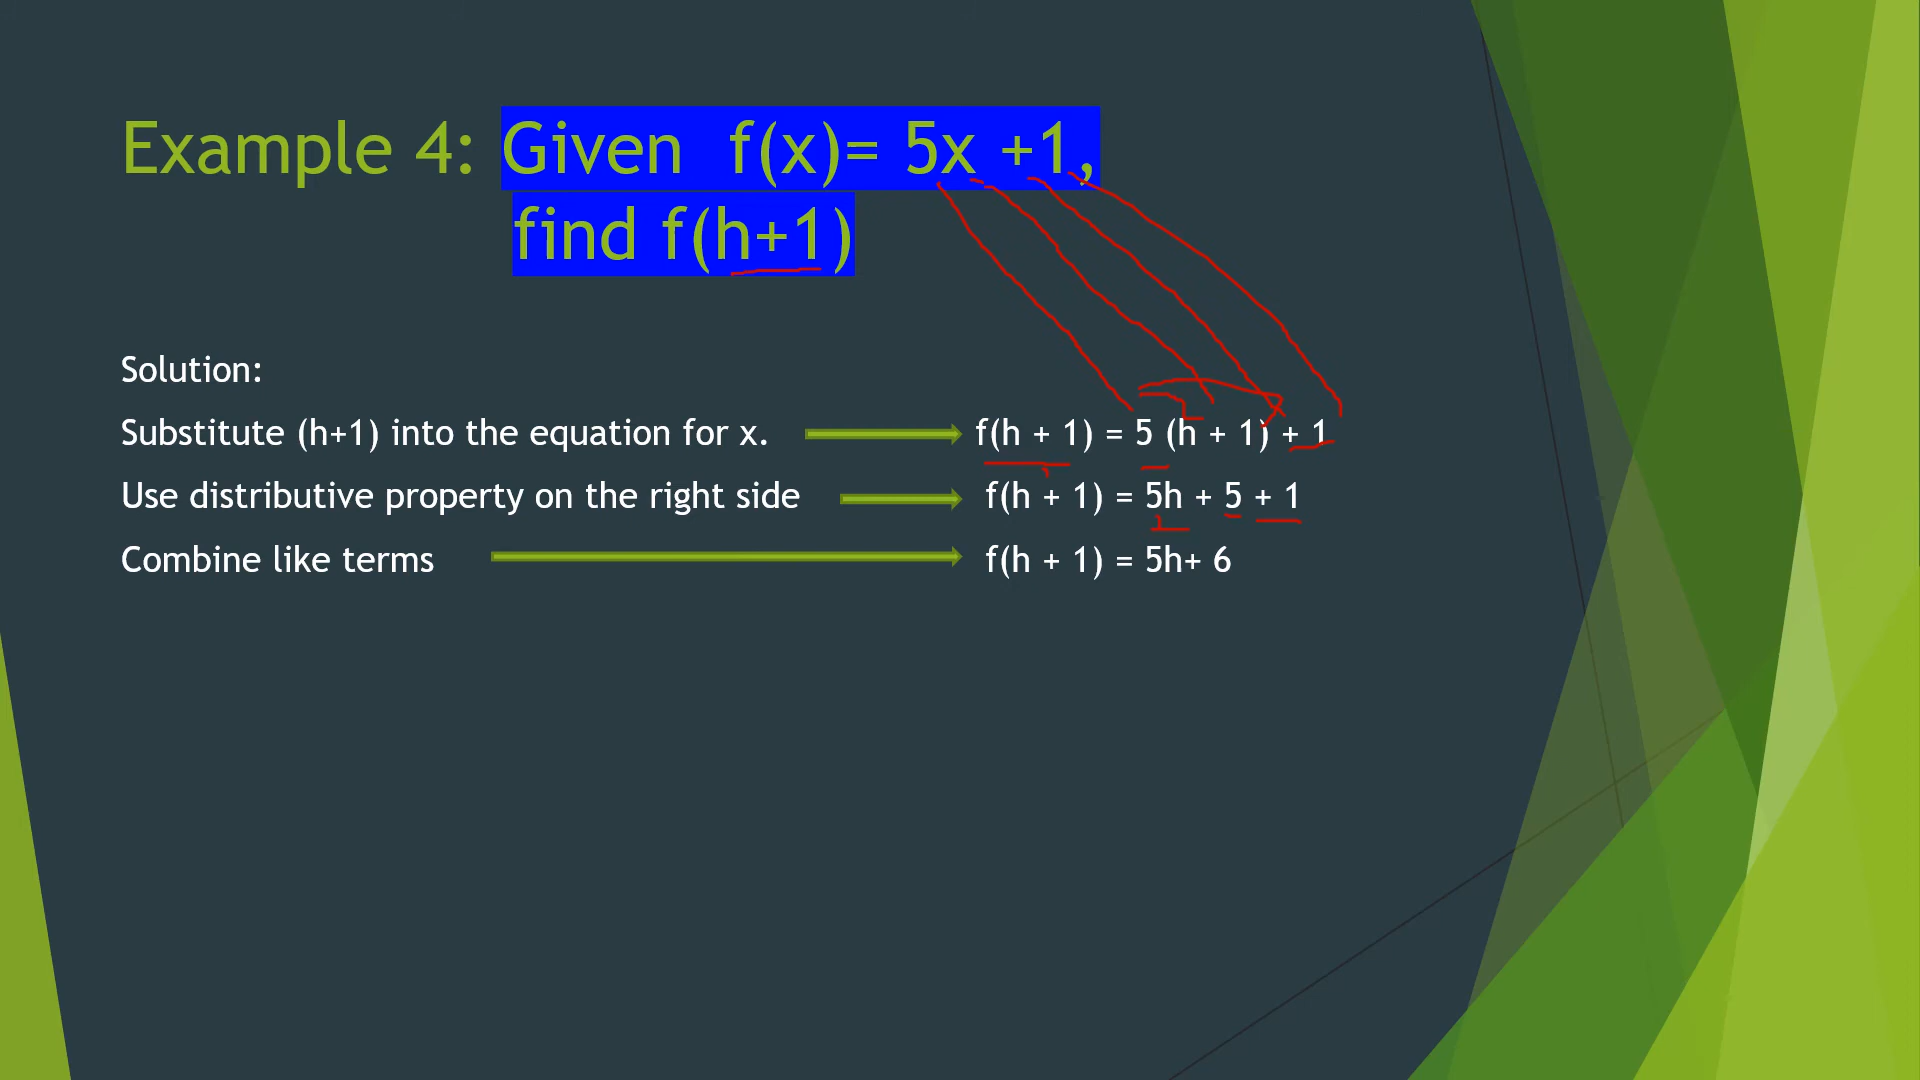 Example 4: Given f(x)= 5x +1,
find f(h+1)
Solution:
Substitute (h+1) into the equation for x. f(h + 1) = 5 (h + 1) + 1
Use distributive property on the right side f(h + 1) = 5h + 5 + 1
Combine like terms f(h + 1) = 5h+ 6